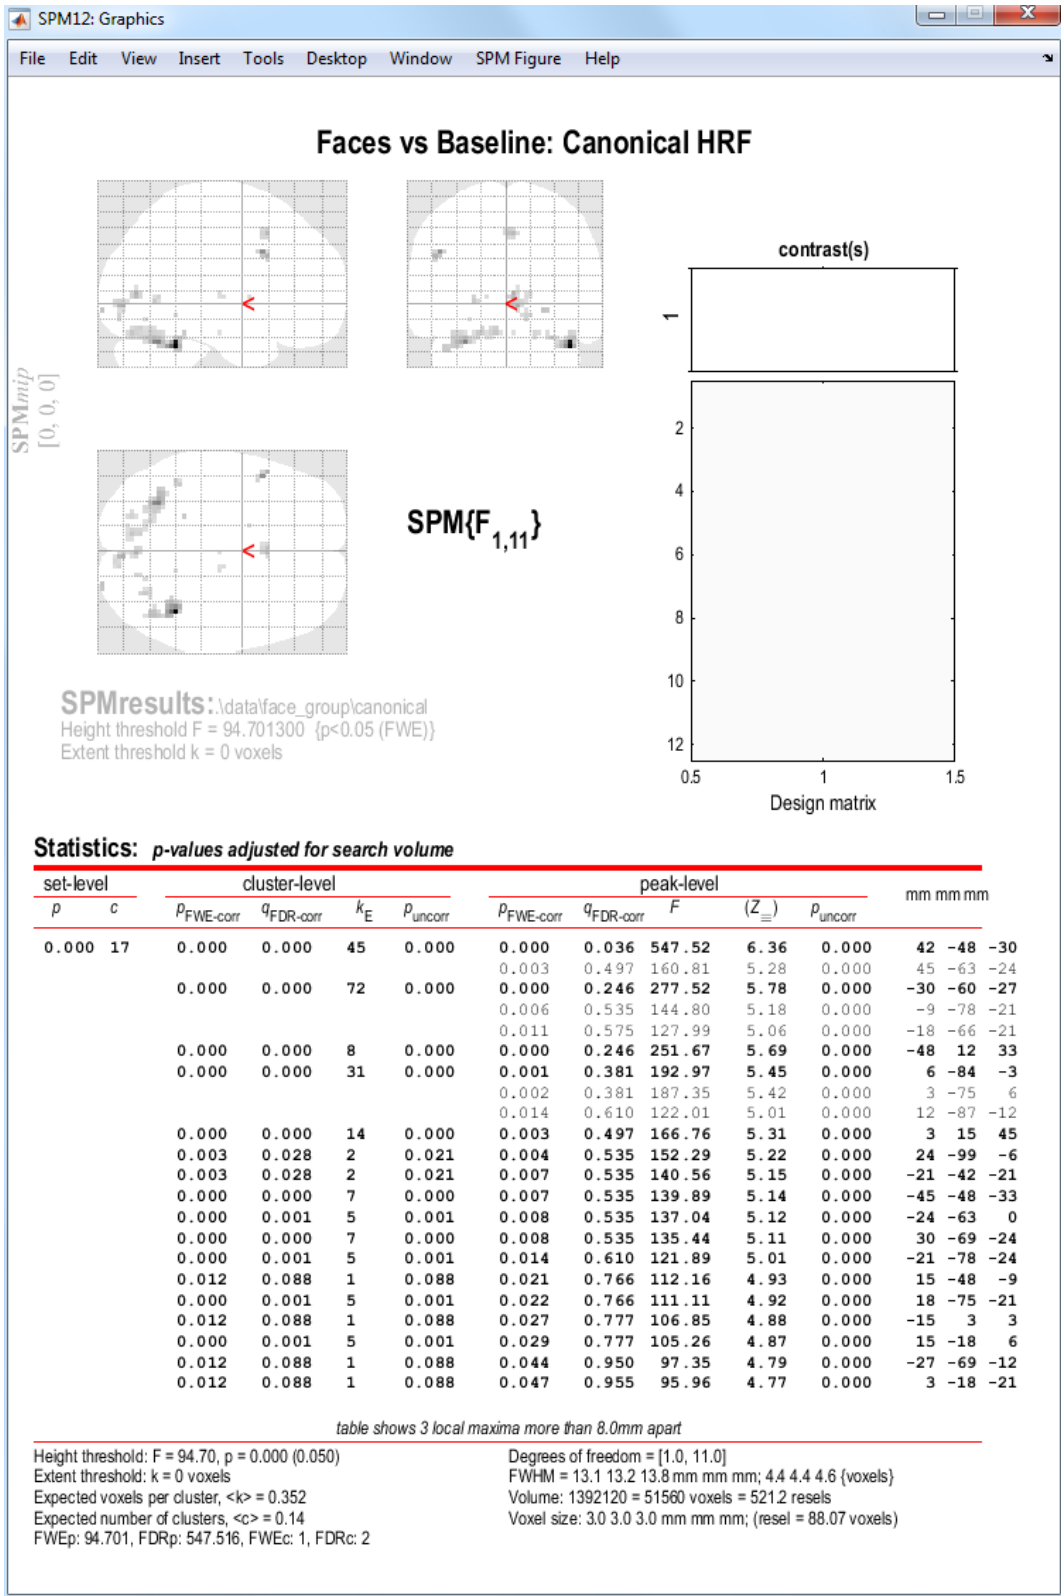 SPM12: Graphics
File Edit View Insert Tools Desktop Window SPM Figure Help
Faces vs Baseline: Canonical HRF
SPMmip
[0, 0, 0]
<
<
<
SPM{F1,11}
contrast(s)
1
2
4
6
8
10
12
0.5 1 1.5
Design matrix
SPMresults: .\data\face_group\canonical
Height threshold F = 94.701300 {p<0.05 (FWE)}
Extent threshold k = 0 voxels
Statistics: p-values adjusted for search volume
set-level cluster-level peak-level mm mm mm
p c pFWE-corr qFDR-corr kE puncorr pFWE-corr qFDR-corr F (Z≡) puncorr
0.000 17 0.000 0.000 45 0.000 0.000 0.036 547.52 6.36 0.000 42 -48 -30
0.003 0.497 160.81 5.28 0.000 45 -63 -24
0.000 0.000 72 0.000 0.000 0.246 277.52 5.78 0.000 -30 -60 -27
0.006 0.535 144.80 5.18 0.000 -9 -78 -21
0.011 0.575 127.99 5.06 0.000 -18 -66 -21
0.000 0.000 8 0.000 0.000 0.246 251.67 5.69 0.000 -48 12 33
0.000 0.000 31 0.000 0.001 0.381 192.97 5.45 0.000 6 -84 -3
0.002 0.381 187.35 5.42 0.000 3 -75 6
0.014 0.610 122.01 5.01 0.000 12 -87 -12
0.000 0.000 14 0.000 0.003 0.497 166.76 5.31 0.000 3 15 45
0.003 0.028 2 0.021 0.004 0.535 152.29 5.22 0.000 24 -99 -6
0.003 0.028 2 0.021 0.007 0.535 140.56 5.15 0.000 -21 -42 -21
0.000 0.000 7 0.000 0.007 0.535 139.89 5.14 0.000 -45 -48 -33
0.000 0.001 5 0.001 0.008 0.535 137.04 5.12 0.000 -24 -63 0
0.000 0.000 7 0.000 0.008 0.535 135.44 5.11 0.000 30 -69 -24
0.000 0.001 5 0.001 0.014 0.610 121.89 5.01 0.000 -21 -78 -24
0.012 0.088 1 0.088 0.021 0.766 112.16 4.93 0.000 15 -48 -9
0.000 0.001 5 0.001 0.022 0.766 111.11 4.92 0.000 18 -75 -21
0.012 0.088 1 0.088 0.027 0.777 106.85 4.88 0.000 -15 3 3
0.000 0.001 5 0.001 0.029 0.777 105.26 4.87 0.000 15 -18 6
0.012 0.088 1 0.088 0.044 0.950 97.35 4.79 0.000 -27 -69 -12
0.012 0.088 1 0.088 0.047 0.955 95.96 4.77 0.000 3 -18 -21
table shows 3 local maxima more than 8.0mm apart
Height threshold: F = 94.70, p = 0.000 (0.050)
Extent threshold: k = 0 voxels
Expected voxels per cluster, <k> = 0.352
Expected number of clusters, <c> = 0.14
FWEp: 94.701, FDRp: 547.516, FWEc: 1, FDRc: 2
Degrees of freedom = [1.0, 11.0]
FWHM = 13.1 13.2 13.8 mm mm mm; 4.4 4.4 4.6 {voxels}
Volume: 1392120 = 51560 voxels = 521.2 resels
Voxel size: 3.0 3.0 3.0 mm mm mm; (resel = 88.07 voxels)